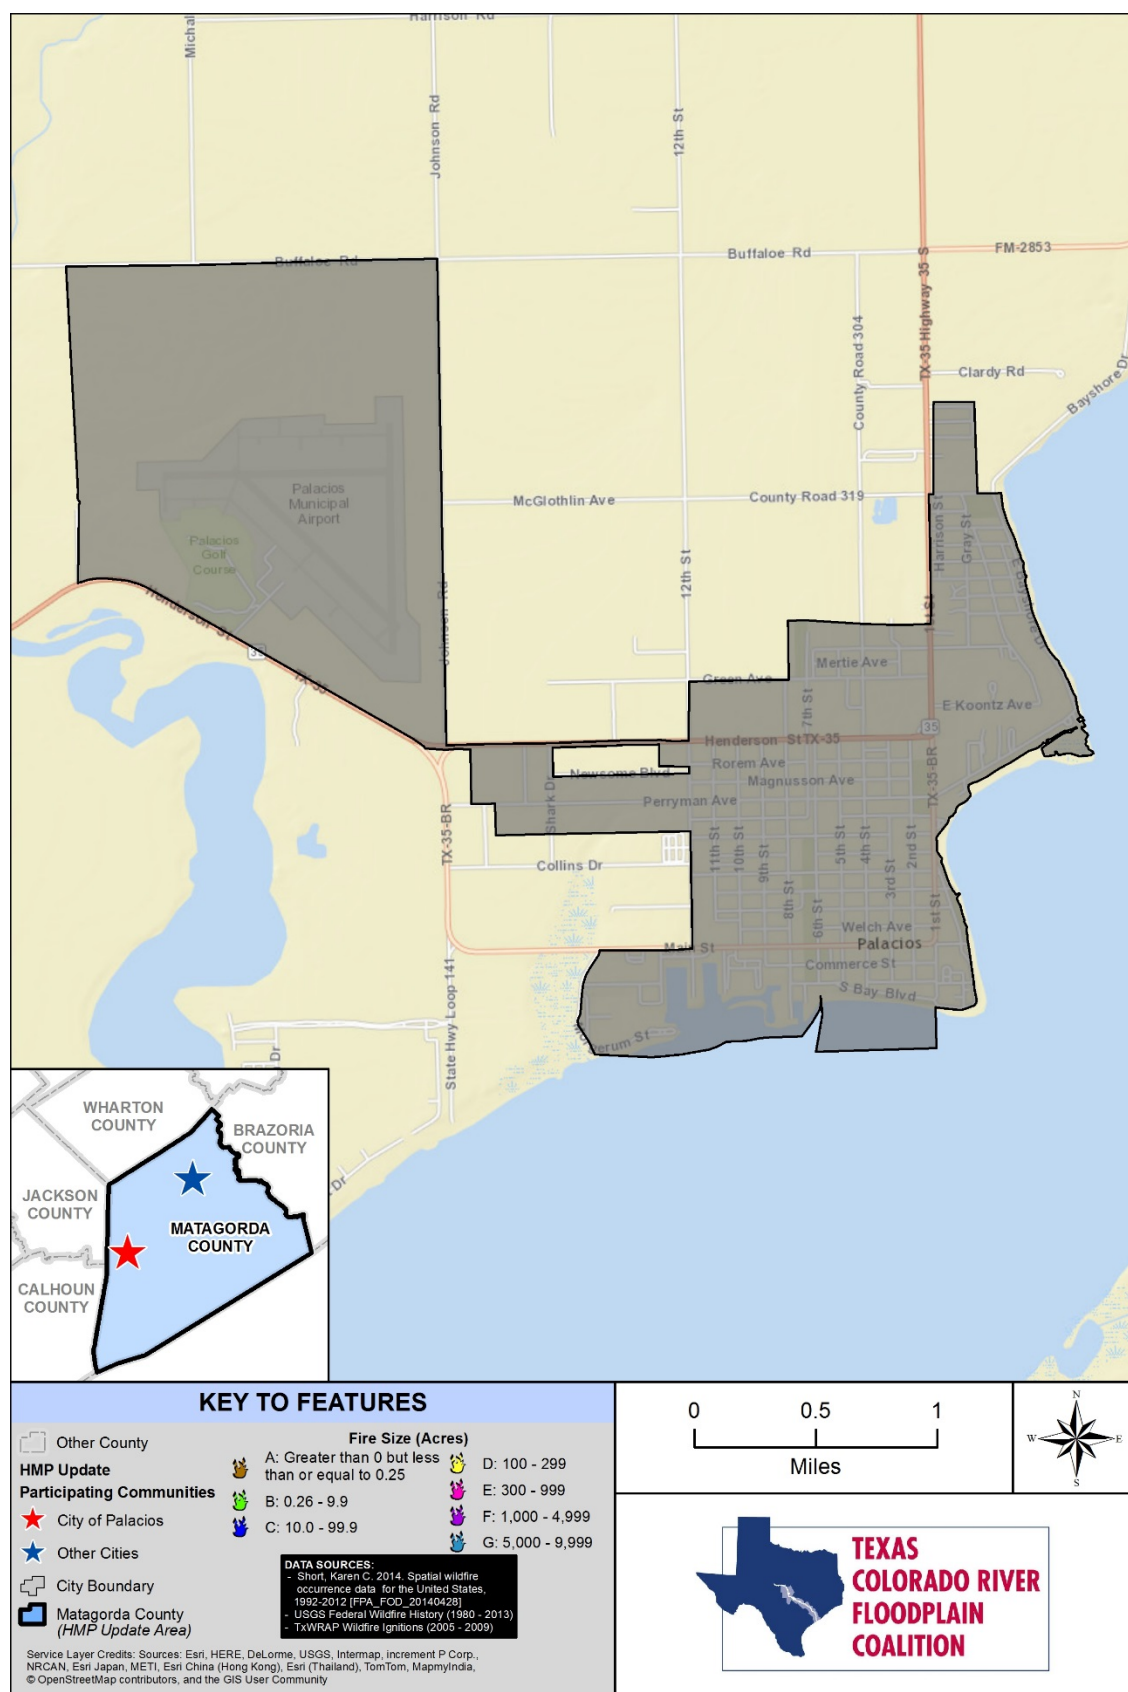 Harrison Rd
Michal
Johnson Rd
12th St
Buffaloe Rd
Buffaloe Rd
FM-2853
TX-35 Highway 35 S
County Road 304
Clardy Rd
Bayshore Dr
McGlothlin Ave
County Road 319
Palacios
Municipal
Airport
Palacios
Golf
Course
Harrison St
Gray St
E Bayshore Dr
12th St
Johnson Rd
Henderson St
35
TX-35
1st St
Mertie Ave
Green Ave
7th St
E Koontz Ave
35
Henderson St TX-35
Rorem Ave
Newsome Blvd
Magnusson Ave
TX-35-BR
Perryman Ave
Shark Dr
TX-35-BR
11th St
10th St
9th St
5th St
4th St
2nd St
Collins Dr
8th St
6th St
3rd St
1st St
Welch Ave
Main St
Palacios
Commerce St
S Bay Blvd
State Hwy Loop 141
Perum St
Dr
Dr
WHARTON
COUNTY
BRAZORIA
COUNTY
JACKSON
COUNTY
MATAGORDA
COUNTY
CALHOUN
COUNTY
KEY TO FEATURES
Other County
HMP Update
Participating Communities
City of Palacios
Other Cities
City Boundary
Matagorda County
(HMP Update Area)
Fire Size (Acres)
A: Greater than 0 but less
than or equal to 0.25
B: 0.26 - 9.9
C: 10.0 - 99.9
D: 100 - 299
E: 300 - 999
F: 1,000 - 4,999
G: 5,000 - 9,999
DATA SOURCES:
- Short, Karen C. 2014. Spatial wildfire
occurrence data for the United States,
1992-2012 [FPA_FOD_20140428]
- USGS Federal Wildfire History (1980 - 2013)
- TxWRAP Wildfire Ignitions (2005 - 2009)
Service Layer Credits: Sources: Esri, HERE, DeLorme, USGS, Intermap, increment P Corp.,
NRCAN, Esri Japan, METI, Esri China (Hong Kong), Esri (Thailand), TomTom, MapmyIndia,
© OpenStreetMap contributors, and the GIS User Community
0 0.5 1
Miles
N
W E
S
TEXAS
COLORADO RIVER
FLOODPLAIN
COALITION